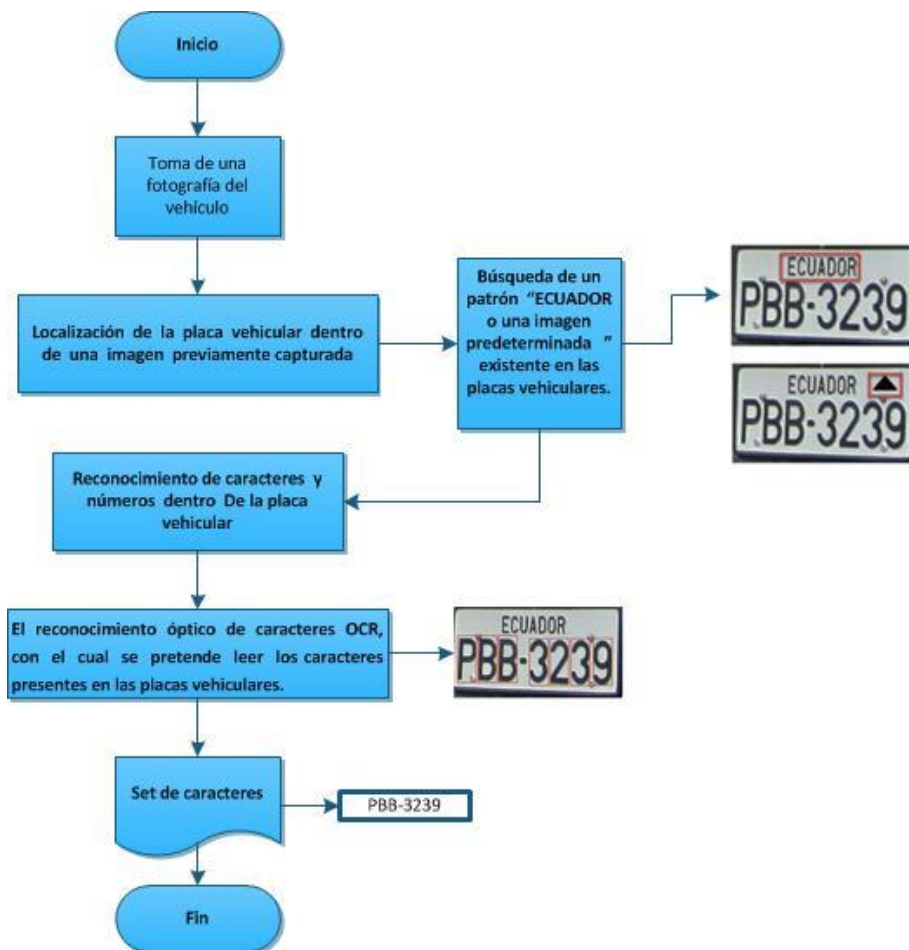 Inicio
Toma de una
fotografía del
vehículo
Localización de la placa vehicular dentro
de una imagen previamente capturada
Búsqueda de un
patrón "ECUADOR
o una imagen
predeterminada "
existente en las
placas vehiculares.
ECUADOR
PBB-3239
ECUADOR
PBB-3239
Reconocimiento de caracteres y
números dentro De la placa
vehicular
El reconocimiento óptico de caracteres OCR,
con el cual se pretende leer los caracteres
presentes en las placas vehiculares.
ECUADOR
PBB-3239
Set de caracteres
PBB-3239
Fin